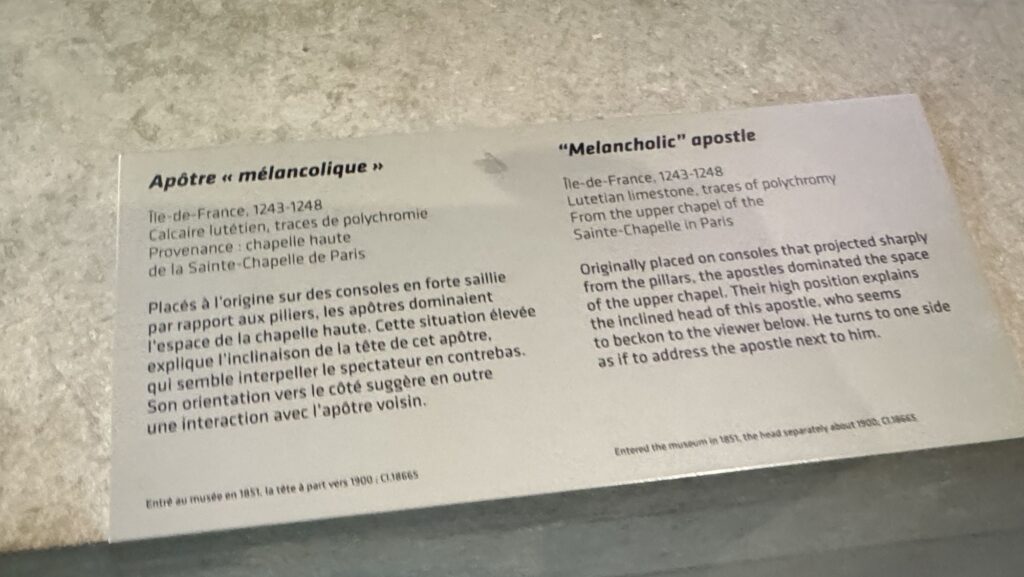 Apôtre « mélancolique »
Île-de-France, 1243-1248
Calcaire lutétien, traces de polychromie
Provenance : chapelle haute
de la Sainte-Chapelle de Paris
Placés à l'origine sur des consoles en forte saillie
par rapport aux piliers, les apôtres dominaient
l'espace de la chapelle haute. Cette situation élevée
explique l'inclinaison de la tête de cet apôtre,
qui semble interpeller le spectateur en contrebas.
Son orientation vers le côté suggère en outre
une interaction avec l'apôtre voisin.
Entré au musée en 1851, la tête à part vers 1900 ; Cl.18665
“Melancholic” apostle
Île-de-France, 1243-1248
Lutetian limestone, traces of polychromy
From the upper chapel of the
Sainte-Chapelle in Paris
Originally placed on consoles that projected sharply
from the pillars, the apostles dominated the space
of the upper chapel. Their high position explains
the inclined head of this apostle, who seems
to beckon to the viewer below. He turns to one side
as if to address the apostle next to him.
Entered the museum in 1851, the head separately about 1900; Cl.18665